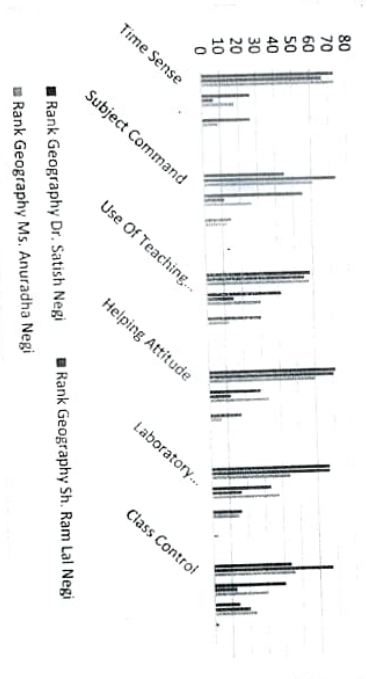 80
70
60
50
40
30
20
10
0
Time Sense
Subject Command
Use Of Teaching...
Helping Attitude
Laboratory...
Class Control
Rank Geography Dr. Satish Negi
Rank Geography Sh. Ram Lal Negi
Rank Geography Ms. Anuradha Negi